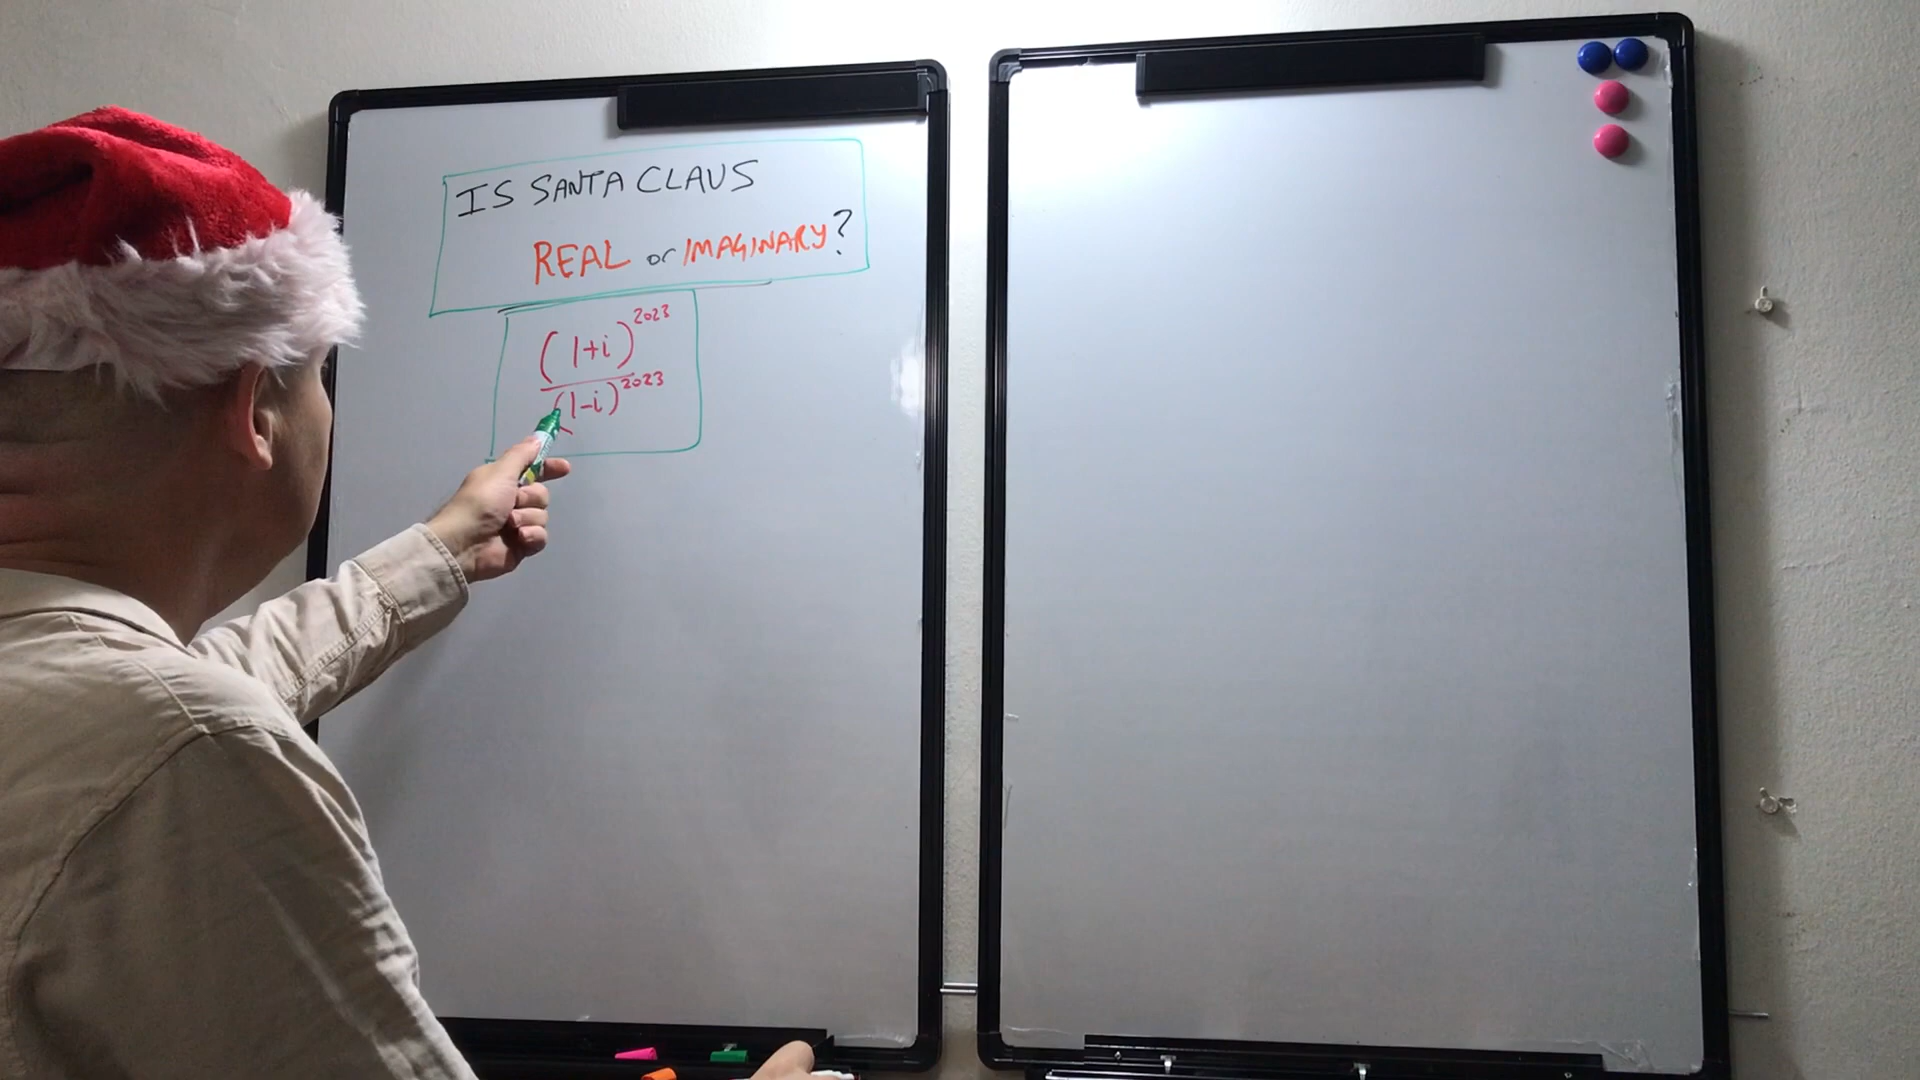 IS SANTA CLAUS
REAL or IMAGINARY?
(1+i)^2023
(1-i)^2023